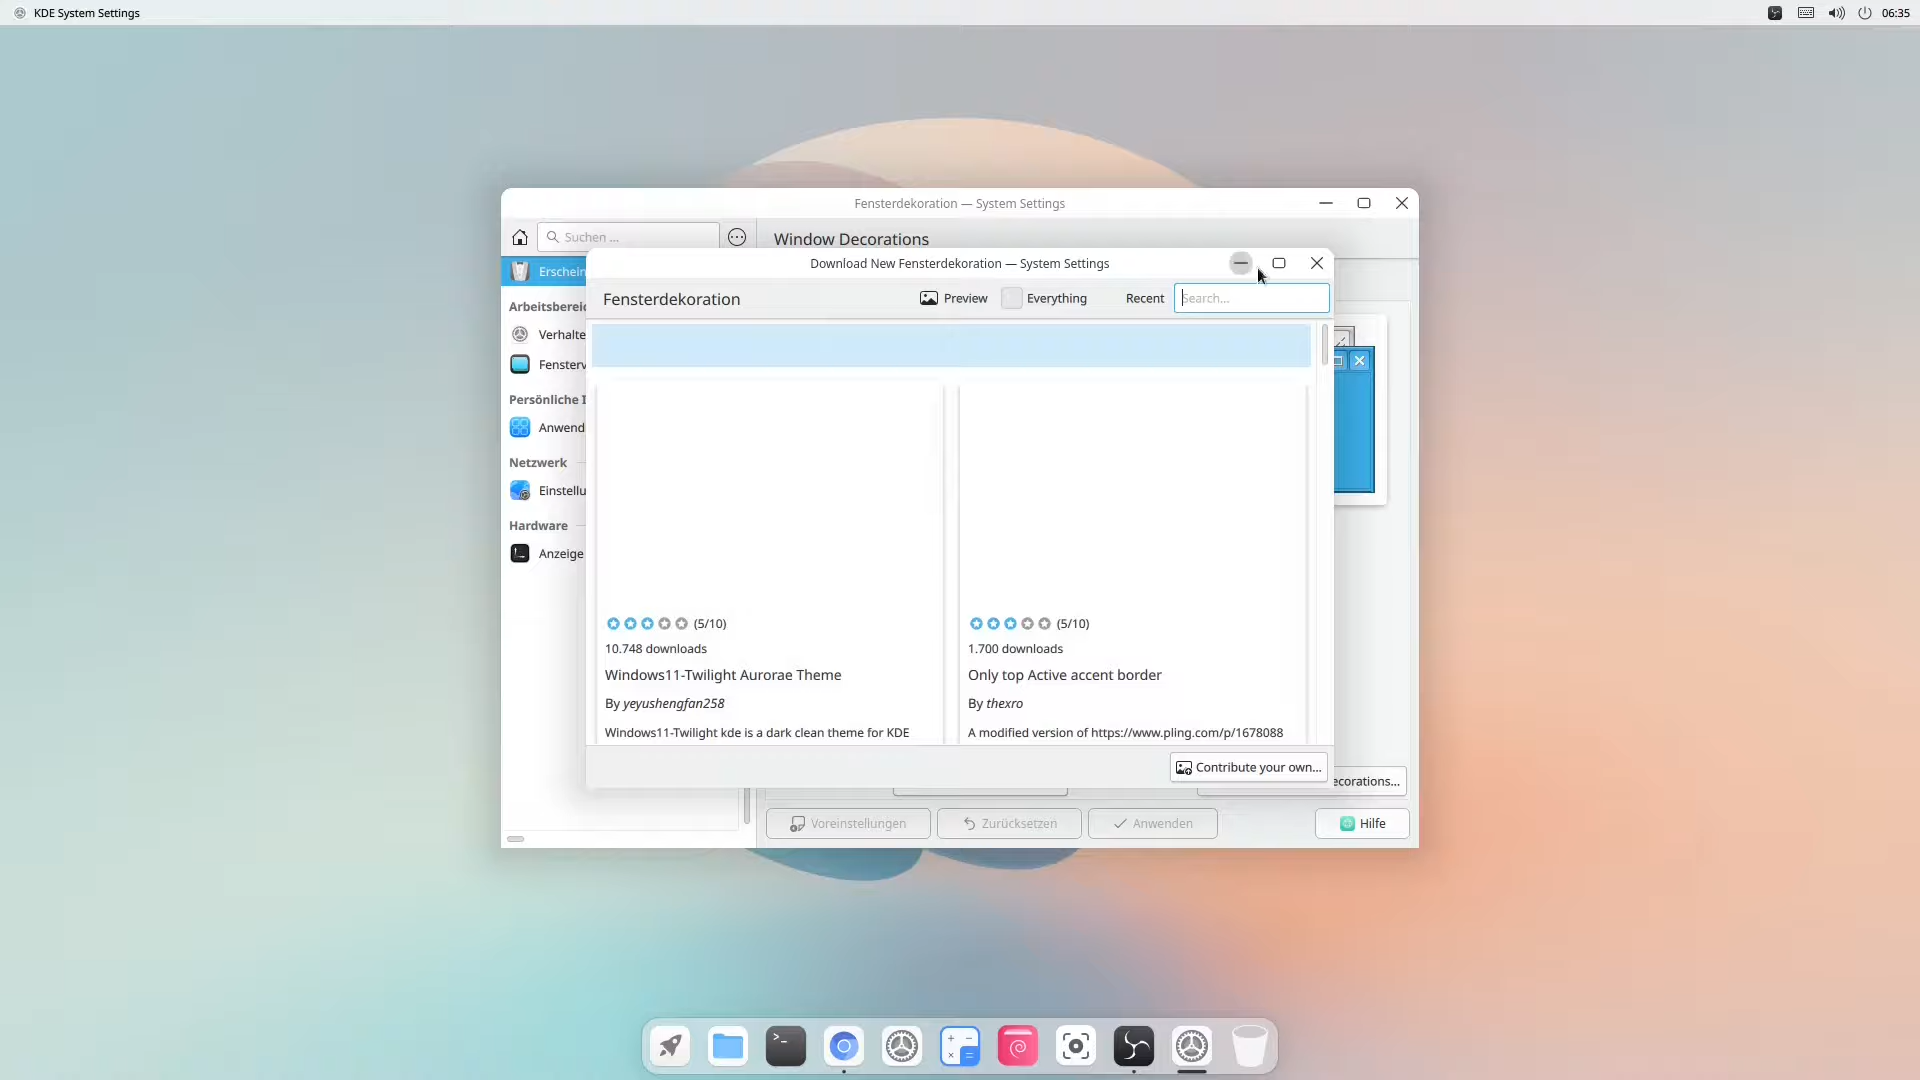 KDE System Settings
06:35
Fensterdekoration — System Settings
Suchen ...
Window Decorations
Erschein
Arbeitsbereic
Verhalte
Fensterv
Persönliche I
Anwend
Netzwerk
Einstellu
Hardware
Anzeige
Download New Fensterdekoration — System Settings
Fensterdekoration
Preview
Everything
Recent
Search...
(5/10)
10.748 downloads
Windows11-Twilight Aurorae Theme
By yeyushengfan258
Windows11-Twilight kde is a dark clean theme for KDE
(5/10)
1.700 downloads
Only top Active accent border
By thexro
A modified version of https://www.pling.com/p/1678088
Contribute your own...
ecorations...
Voreinstellungen
Zurücksetzen
Anwenden
Hilfe